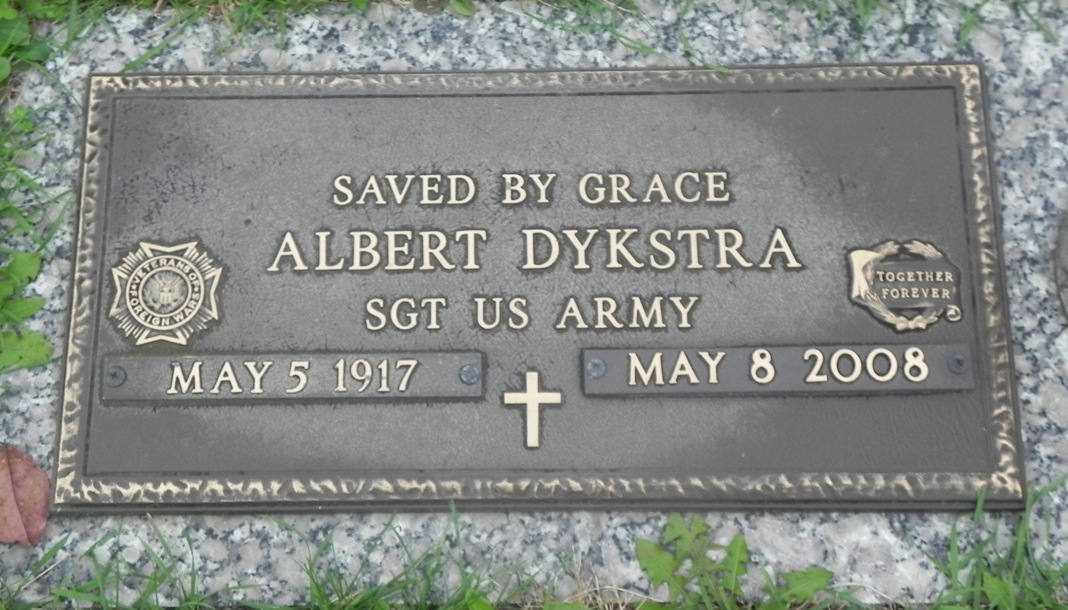 SAVED BY GRACE
ALBERT DYKSTRA
SGT US ARMY
VETERANS OF
FOREIGN WARS
TOGETHER
FOREVER
MAY 5 1917
MAY 8 2008